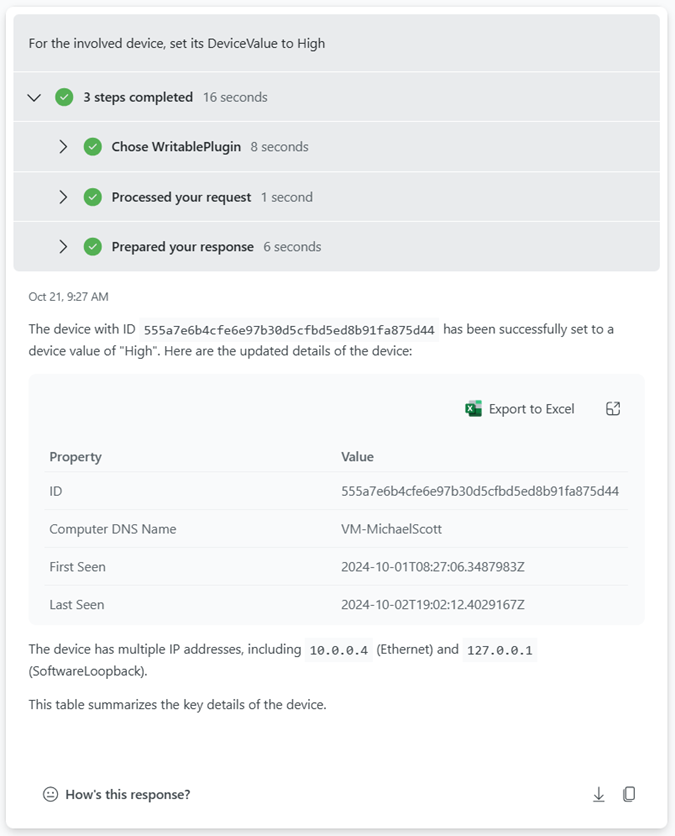 For the involved device, set its DeviceValue to High
3 steps completed 16 seconds
Chose WritablePlugin 8 seconds
Processed your request 1 second
Prepared your response 6 seconds
Oct 21, 9:27 AM
The device with ID 555a7e6b4cfe6e97b30d5cfbd5ed8b91fa875d44 has been successfully set to a
device value of "High". Here are the updated details of the device:
Export to Excel
Property Value
ID 555a7e6b4cfe6e97b30d5cfbd5ed8b91fa875d44
Computer DNS Name VM-MichaelScott
First Seen 2024-10-01T08:27:06.3487983Z
Last Seen 2024-10-02T19:02:12.4029167Z
The device has multiple IP addresses, including 10.0.0.4 (Ethernet) and 127.0.0.1
(SoftwareLoopback).
This table summarizes the key details of the device.
How's this response?